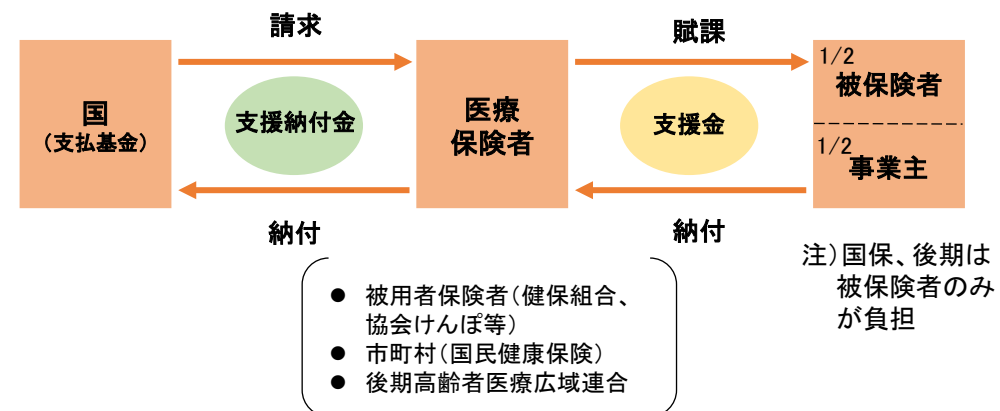 請求
賦課
国
(支払基金)
支援納付金
医療
保険者
支援金
1/2
被保険者
1/2
事業主
納付
納付
注)国保、後期は
被保険者のみ
が負担
● 被用者保険者(健保組合、
協会けんぽ等)
● 市町村(国民健康保険)
● 後期高齢者医療広域連合